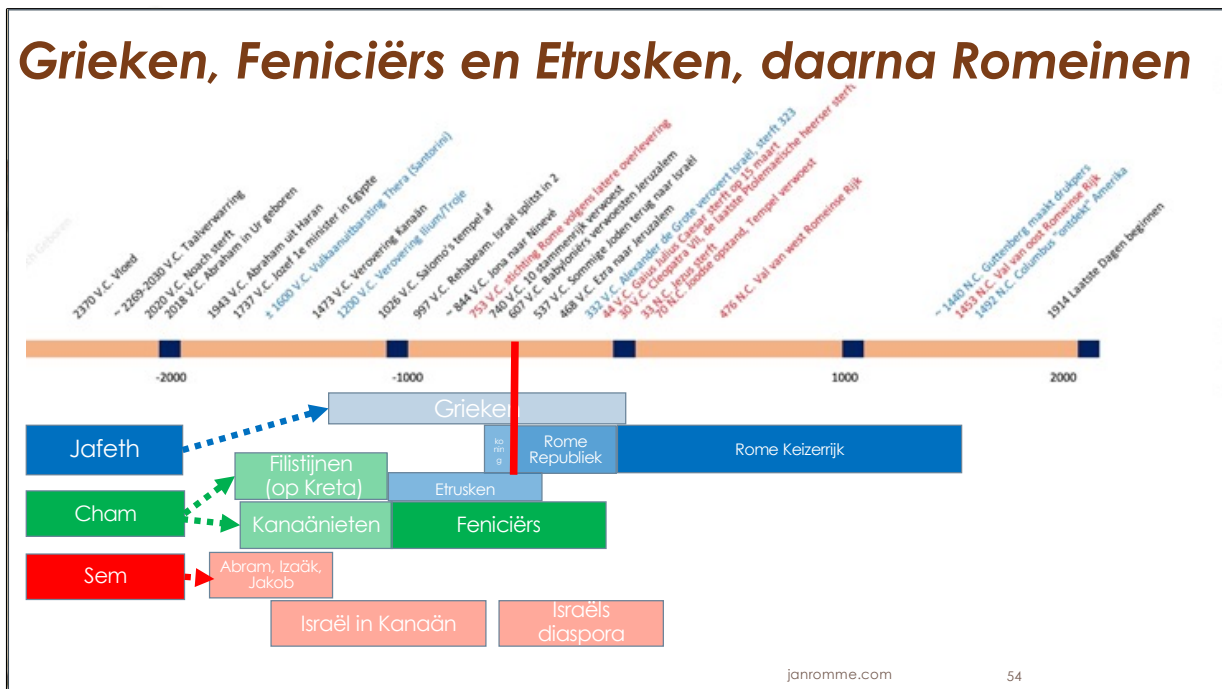 Grieken, Feniciërs en Etrusken, daarna Romeinen
2370 V.C. Vloed
~ 2269-2030 V.C. Taalverwarring
2020 V.C. Noach sterft
2018 V.C. Abraham in Ur geboren
1943 V.C. Abraham uit Haran
1737 V.C. Jozef 1e minister in Egypte
± 1600 V.C. Vulkaanuitbarsting Thera (Santorini)
1473 V.C. Verovering Kanaän
1200 V.C. Verovering Ilium/Troje
1026 V.C. Salomo's tempel af
997 V.C. Rehabeam. Israël splitst in 2
~ 844 V.C. Jona naar Ninevé
753 V.C. stichting Rome volgens latere overlevering
740 V.C. 10 stammenrijk verwoest
607 V.C. Babyloniërs verwoesten Jeruzalem
537 V.C. Sommige Joden terug naar Israël
468 V.C. Ezra naar Jeruzalem
332 V.C. Alexander de Grote verovert Israël, sterft 323
44 V.C. Gaius Julius Caesar sterft op 15 maart
30 V.C. Cleopatra VII, de laatste Ptolemaeische heerser sterft
33 N.C. Jezus sterft
70 N.C. Joodse opstand, Tempel verwoest
476 N.C. Val van west Romeinse Rijk
~ 1440 N.C. Guttenberg maakt drukpers
1453 N.C. Val van oost Romeinse Rijk
1492 N.C. Columbus "ontdekt" Amerika
1914 Laatste Dagen beginnen
-2000
-1000
1000
2000
Grieken
Jafeth
ko
nin
g
Rome
Republiek
Rome Keizerrijk
Filistijnen
(op Kreta)
Etrusken
Cham
Kanaänieten
Feniciërs
Sem
Abram, Izaäk,
Jakob
Israël in Kanaän
Israëls
diaspora
janromme.com
54